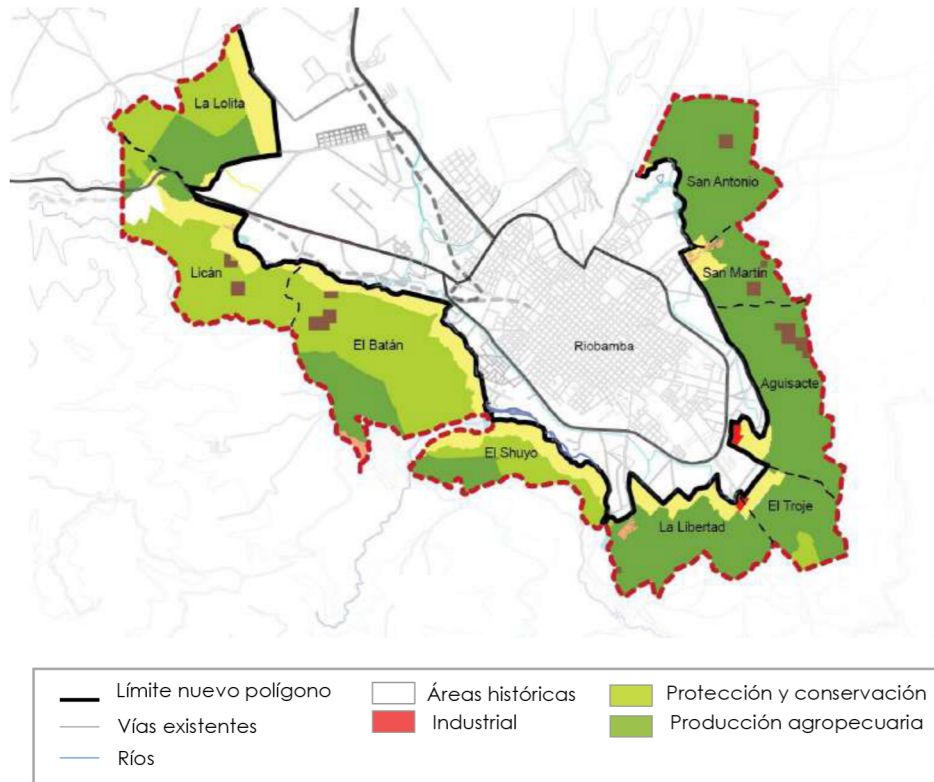 La Lolita
San Antonio
San Martín
Licán
El Batán
Riobamba
Aguisacte
El Shuyo
El Troje
La Libertad
Límite nuevo polígono
Vías existentes
Ríos
Áreas históricas
Industrial
Protección y conservación
Producción agropecuaria